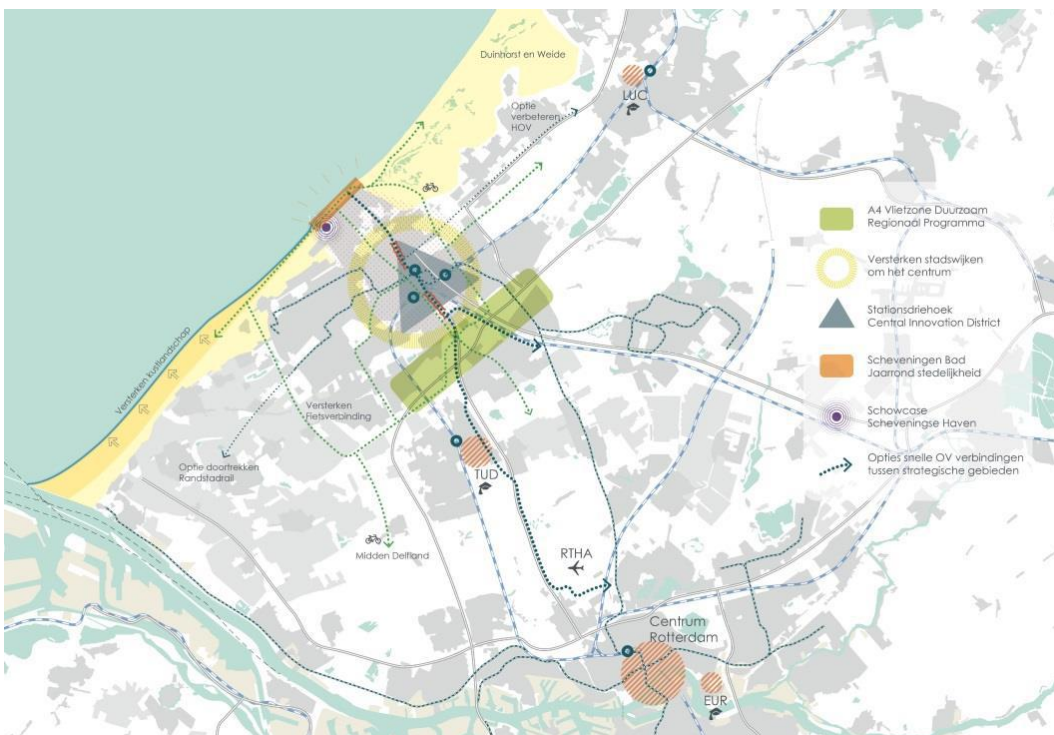 Duinhorst en Weide
LUC
Optie
verbeteren
HOV
A4 Vlietzone Duurzaam
Regionaal Programma
Versterken stadswijken
om het centrum
Stationsdriehoek
Central Innovation District
Scheveningen Bad
Jaarrond stedelijkheid
Schowcase
Scheveningse Haven
Opties snelle OV verbindingen
tussen strategische gebieden
Versterken kustlandschap
Versterken
Fietsverbinding
Optie doortrekken
Randstadrail
TUD
Midden Delfland
RTHA
Centrum
Rotterdam
EUR